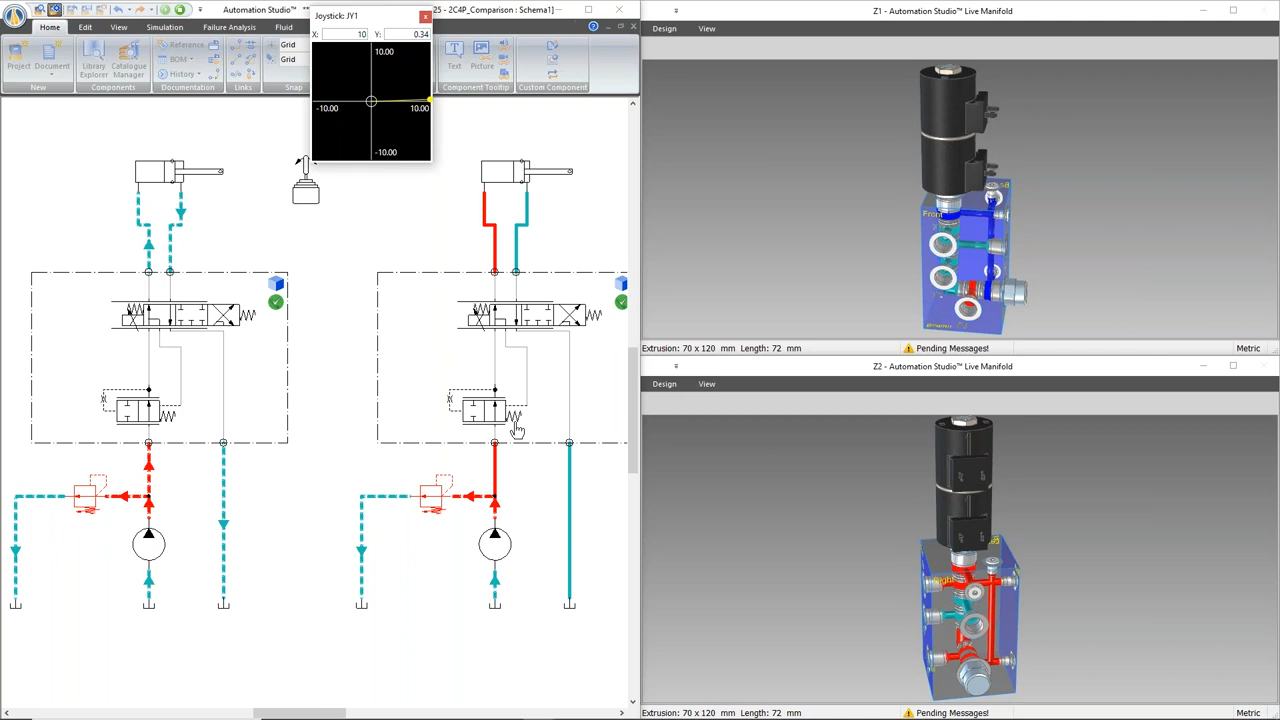 Automation Studio™ **
25 - 2C4P_Comparison : Schema1]
Home
Edit
Simulation
Failure Analysis
Fluid
Project
Document
New
Library
Explorer
Catalogue
Manager
Components
Reference
BOM
History
Documentation
Links
Grid
Grid
Snap
Text
Picture
Component Tooltip
Custom Component
Joystick: JY1
x
X: 10 Y: 0.34
10.00
-10.00
10.00
-10.00
Z1 - Automation Studio™ Live Manifold
Design
View
Front
Extrusion: 70 x 120 mm Length: 72 mm
Pending Messages!
Metric
Z2 - Automation Studio™ Live Manifold
Design
View
Right
Extrusion: 70 x 120 mm Length: 72 mm
Pending Messages!
Metric